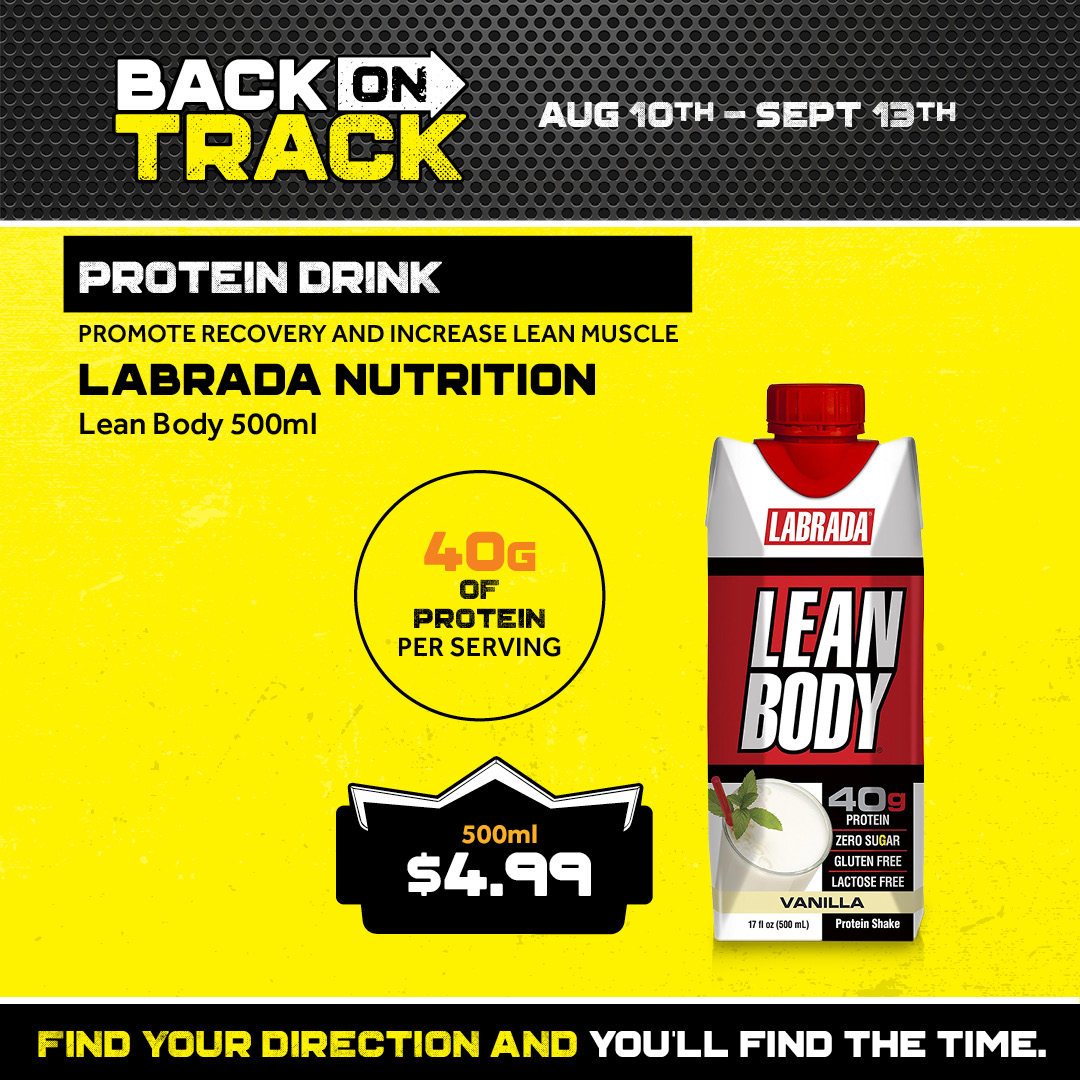 BACK ON
TRACK
AUG 10TH – SEPT 13TH
PROTEIN DRINK
PROMOTE RECOVERY AND INCREASE LEAN MUSCLE
LABRADA NUTRITION
Lean Body 500ml
40G
OF
PROTEIN
PER SERVING
500ml
$4.99
LABRADA
LEAN
BODY
40g
PROTEIN
ZERO SUGAR
GLUTEN FREE
LACTOSE FREE
VANILLA
17 fl oz (500 mL) Protein Shake
FIND YOUR DIRECTION AND YOU'LL FIND THE TIME.